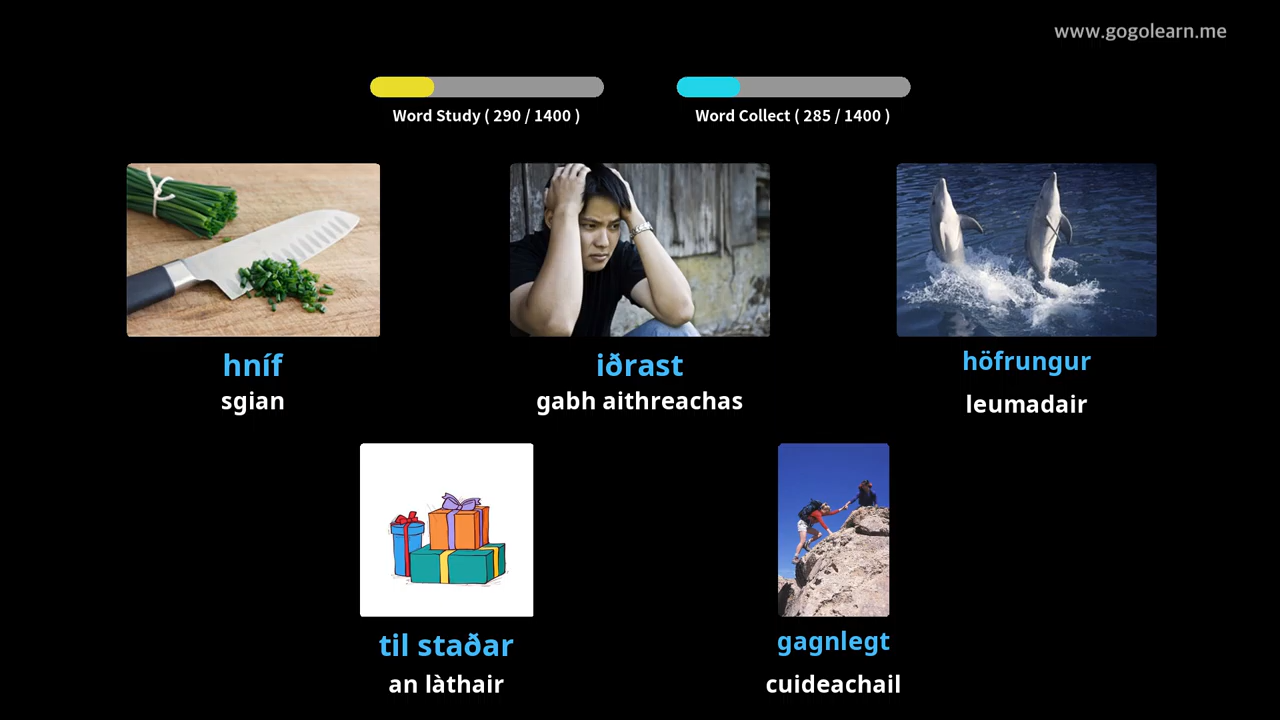 www.gogolearn.me
Word Study ( 290 / 1400 )
Word Collect ( 285 / 1400 )
hníf
sgian
iðrast
gabh aithreachas
höfrungur
leumadair
til staðar
an làthair
gagnlegt
cuideachail